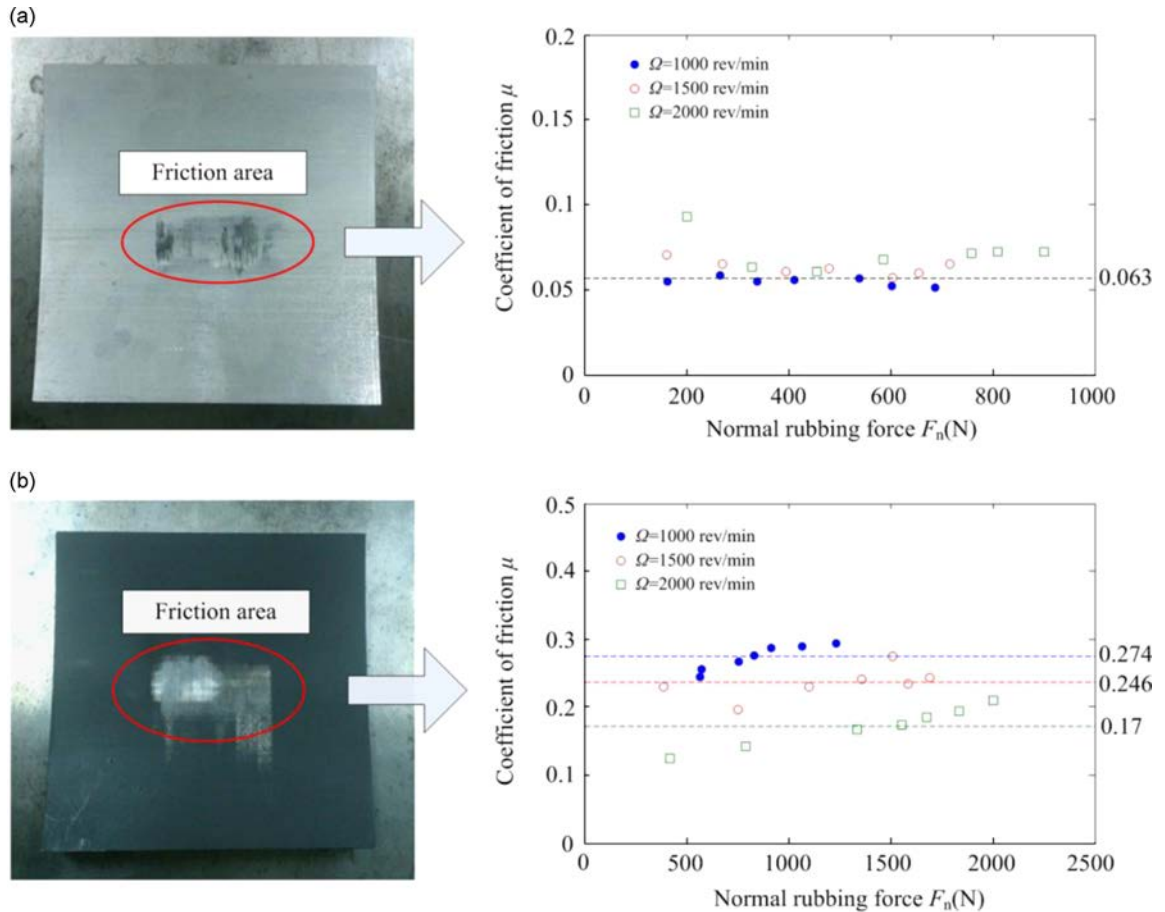 (a)
Friction area
0.2
0.15
0.1
0.05
0
Coefficient of friction μ
Ω=1000 rev/min
Ω=1500 rev/min
Ω=2000 rev/min
0.063
0
200
400
600
800
1000
Normal rubbing force Fn(N)
(b)
Friction area
0.5
0.4
0.3
0.2
0.1
0
Coefficient of friction μ
Ω=1000 rev/min
Ω=1500 rev/min
Ω=2000 rev/min
0.274
0.246
0.17
0
500
1000
1500
2000
2500
Normal rubbing force Fn(N)